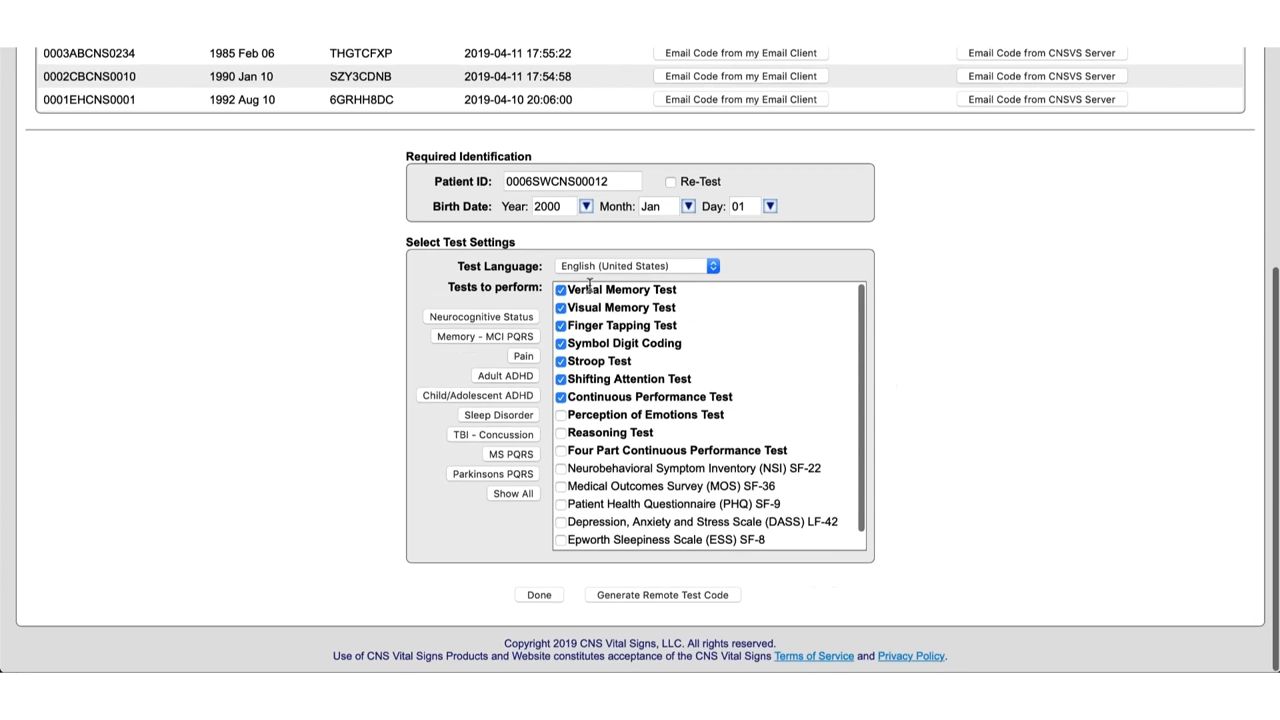 0003ABCNS0234 1985 Feb 06 THGTCFXP 2019-04-11 17:55:22 Email Code from my Email Client Email Code from CNSVS Server
0002CBCNS0010 1990 Jan 10 SZY3CDNB 2019-04-11 17:54:58 Email Code from my Email Client Email Code from CNSVS Server
0001EHCNS0001 1992 Aug 10 6GRHH8DC 2019-04-10 20:06:00 Email Code from my Email Client Email Code from CNSVS Server
Required Identification
Patient ID: 0006SWCNS00012 Re-Test
Birth Date: Year: 2000 Month: Jan Day: 01
Select Test Settings
Test Language: English (United States)
Tests to perform:
Neurocognitive Status
Memory - MCI PQRS
Pain
Adult ADHD
Child/Adolescent ADHD
Sleep Disorder
TBI - Concussion
MS PQRS
Parkinsons PQRS
Show All
Verbal Memory Test
Visual Memory Test
Finger Tapping Test
Symbol Digit Coding
Stroop Test
Shifting Attention Test
Continuous Performance Test
Perception of Emotions Test
Reasoning Test
Four Part Continuous Performance Test
Neurobehavioral Symptom Inventory (NSI) SF-22
Medical Outcomes Survey (MOS) SF-36
Patient Health Questionnaire (PHQ) SF-9
Depression, Anxiety and Stress Scale (DASS) LF-42
Epworth Sleepiness Scale (ESS) SF-8
Done Generate Remote Test Code
Copyright 2019 CNS Vital Signs, LLC. All rights reserved.
Use of CNS Vital Signs Products and Website constitutes acceptance of the CNS Vital Signs Terms of Service and Privacy Policy.